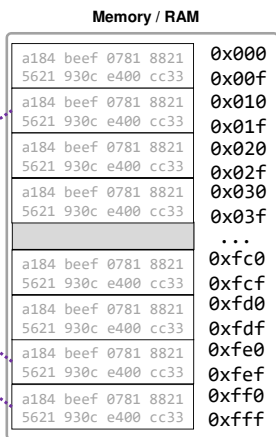 Memory / RAM
a184 beef 0781 8821 0x000
5621 930c e400 cc33 0x00f
a184 beef 0781 8821 0x010
5621 930c e400 cc33 0x01f
a184 beef 0781 8821 0x020
5621 930c e400 cc33 0x02f
a184 beef 0781 8821 0x030
5621 930c e400 cc33 0x03f
...
a184 beef 0781 8821 0xfc0
5621 930c e400 cc33 0xfcf
a184 beef 0781 8821 0xfd0
5621 930c e400 cc33 0xfdf
a184 beef 0781 8821 0xfe0
5621 930c e400 cc33 0xfef
a184 beef 0781 8821 0xff0
5621 930c e400 cc33 0xfff